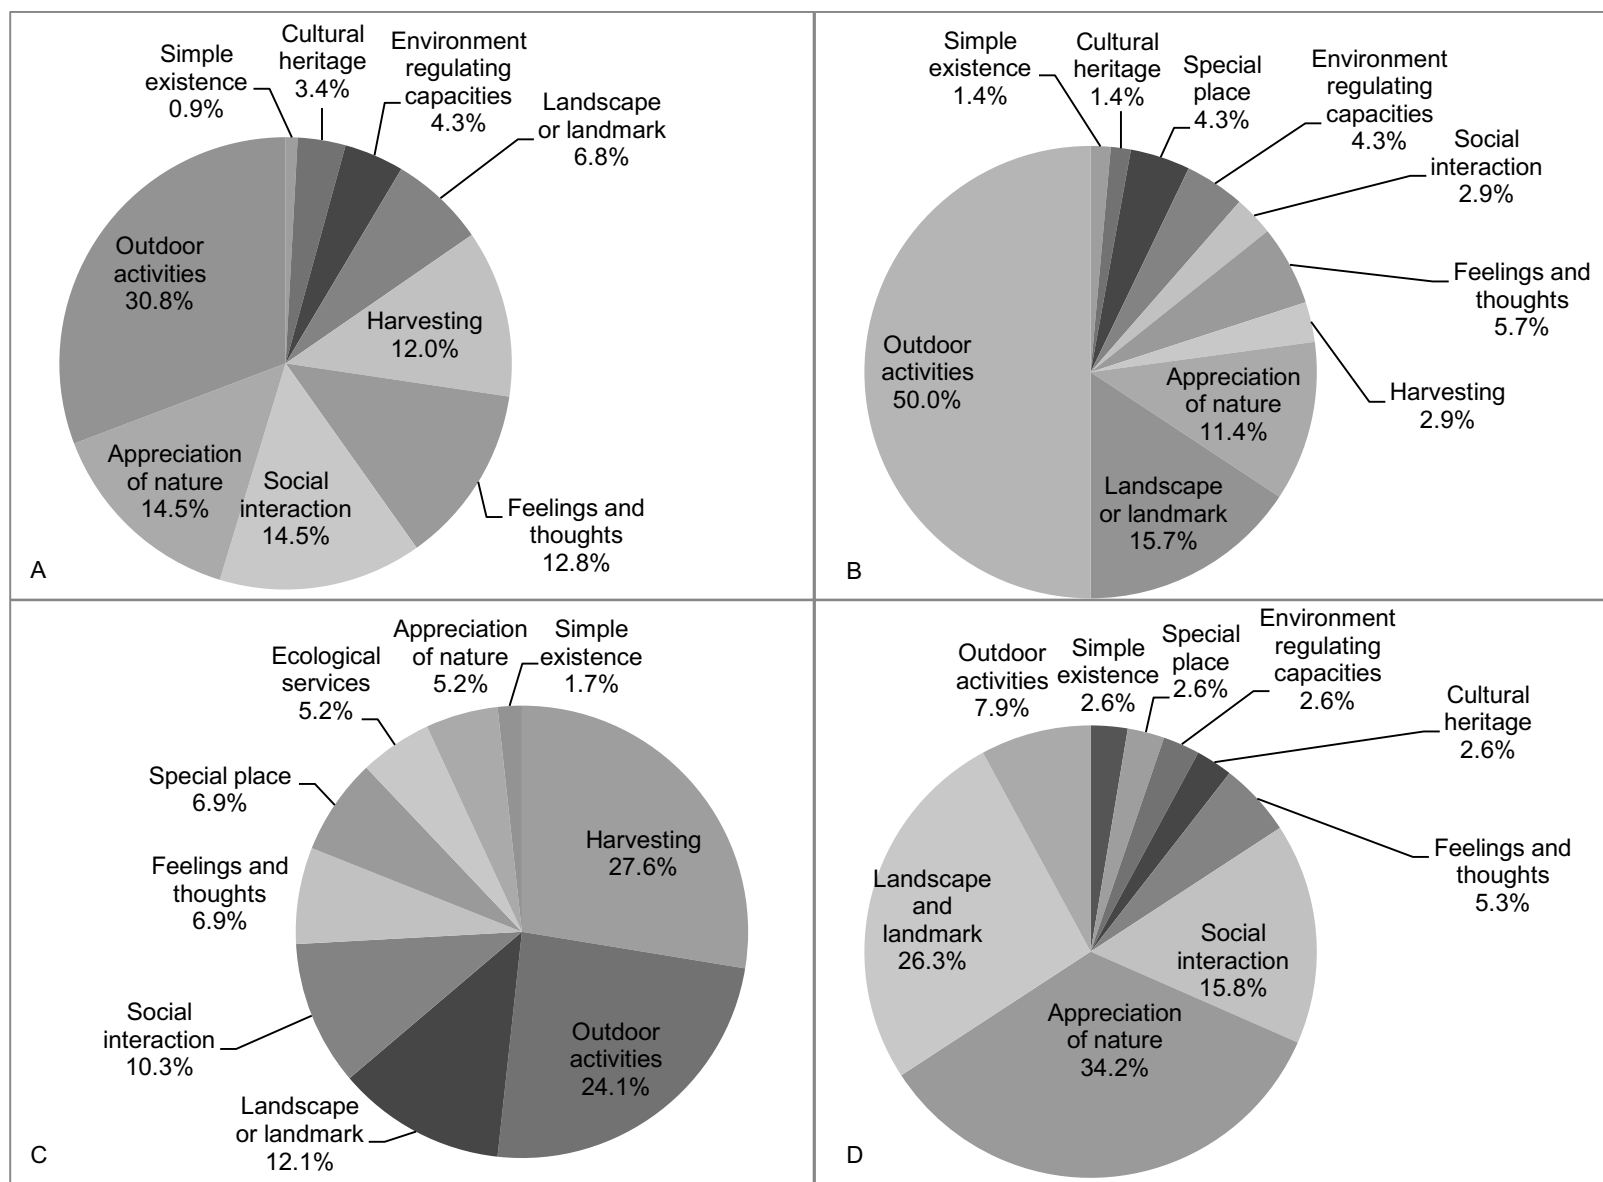 Simple
existence
0.9%
Cultural
heritage
3.4%
Environment
regulating
capacities
4.3%
Landscape
or landmark
6.8%
Harvesting
12.0%
Feelings and
thoughts
12.8%
Social
interaction
14.5%
Appreciation
of nature
14.5%
Outdoor
activities
30.8%
A
Simple
existence
1.4%
Cultural
heritage
1.4%
Special
place
4.3%
Environment
regulating
capacities
4.3%
Social
interaction
2.9%
Feelings and
thoughts
5.7%
Harvesting
2.9%
Appreciation
of nature
11.4%
Landscape
or landmark
15.7%
Outdoor
activities
50.0%
B
Simple
existence
1.7%
Harvesting
27.6%
Outdoor
activities
24.1%
Landscape
or landmark
12.1%
Social
interaction
10.3%
Feelings and
thoughts
6.9%
Special place
6.9%
Ecological
services
5.2%
Appreciation
of nature
5.2%
C
Outdoor
activities
7.9%
Simple
existence
2.6%
Special
place
2.6%
Environment
regulating
capacities
2.6%
Cultural
heritage
2.6%
Feelings and
thoughts
5.3%
Social
interaction
15.8%
Appreciation
of nature
34.2%
Landscape
and
landmark
26.3%
D